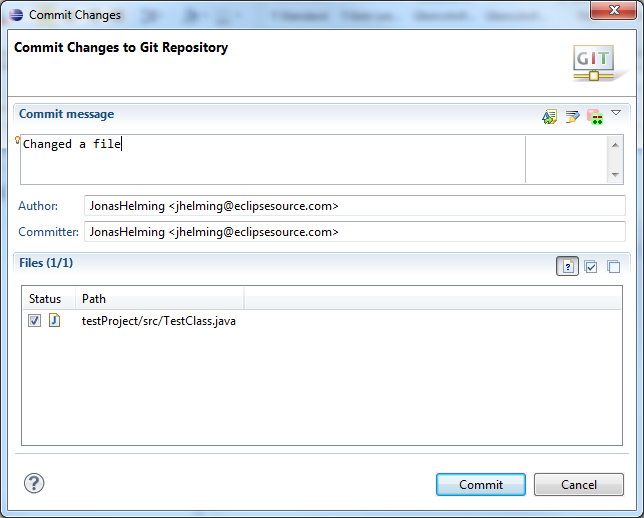 Commit Changes
Commit Changes to Git Repository
GIT
Commit message
Changed a file
Author: JonasHelming <jhelming@eclipsesource.com>
Committer: JonasHelming <jhelming@eclipsesource.com>
Files (1/1)
?
Status Path
J testProject/src/TestClass.java
?
Commit Cancel